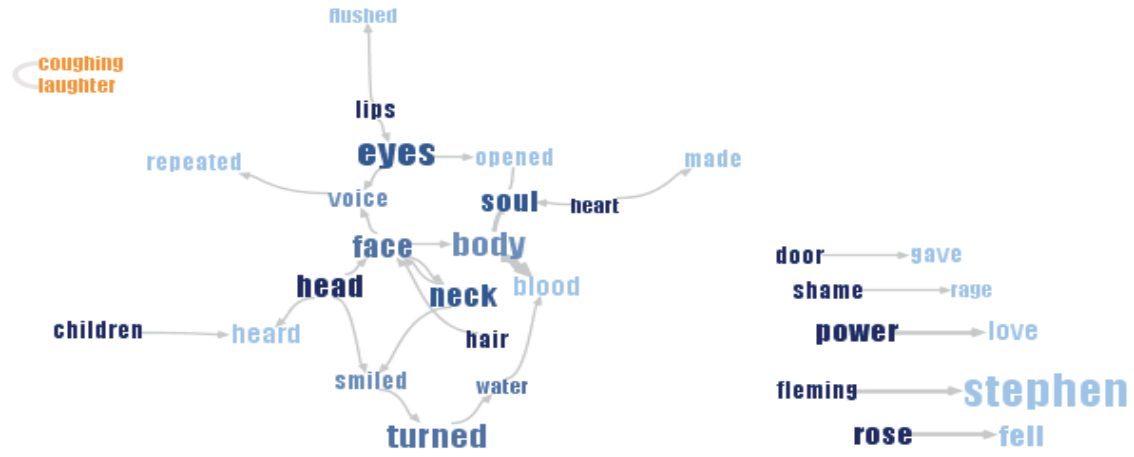 flushed
coughing
laughter
lips
eyes
repeated
opened
made
voice
soul
heart
face
body
door
gave
head
neck
blood
shame
rage
children
heard
hair
power
love
smiled
water
fleming
stephen
turned
rose
fell